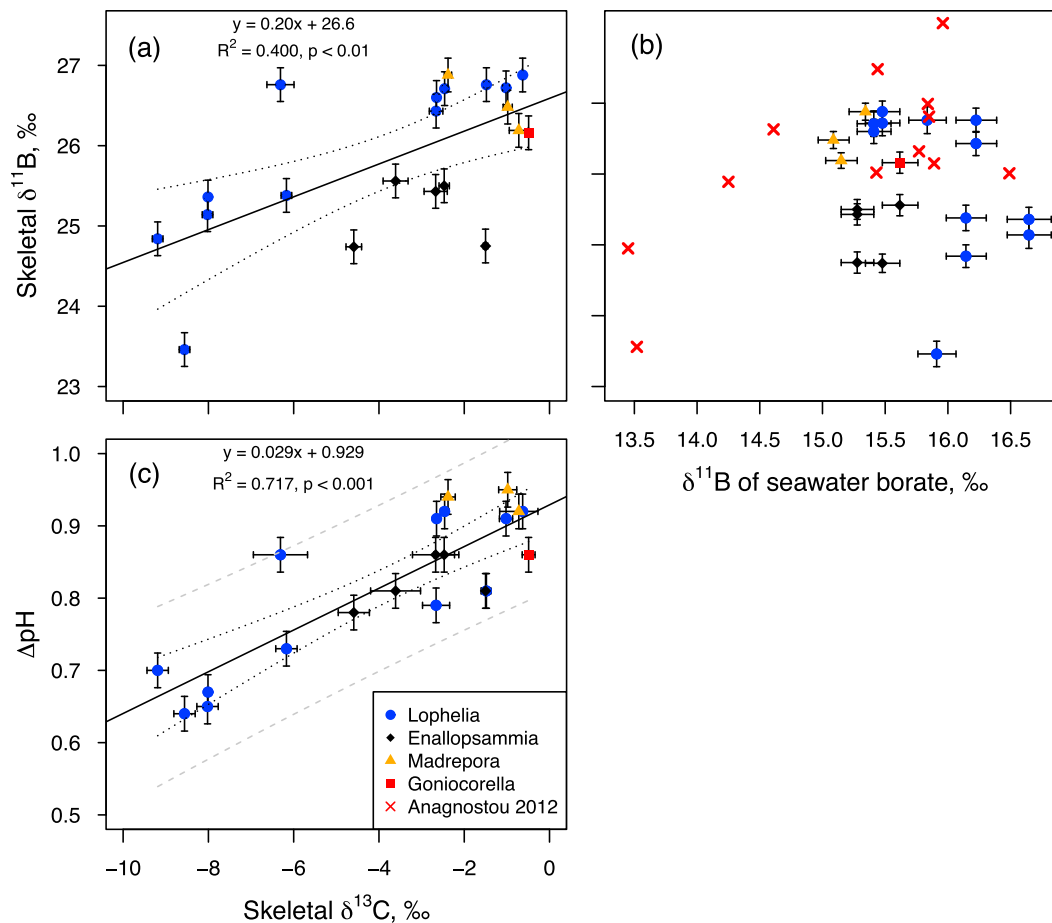 (a)
y = 0.20x + 26.6
R² = 0.400, p < 0.01
Skeletal δ¹¹B, ‰
27
26
25
24
23
(b)
13.5 14.0 14.5 15.0 15.5 16.0 16.5
δ¹¹B of seawater borate, ‰
(c)
y = 0.029x + 0.929
R² = 0.717, p < 0.001
ΔpH
1.0
0.9
0.8
0.7
0.6
0.5
Lophelia
Enallopsammia
Madrepora
Goniocorella
Anagnostou 2012
−10 −8 −6 −4 −2 0
Skeletal δ¹³C, ‰